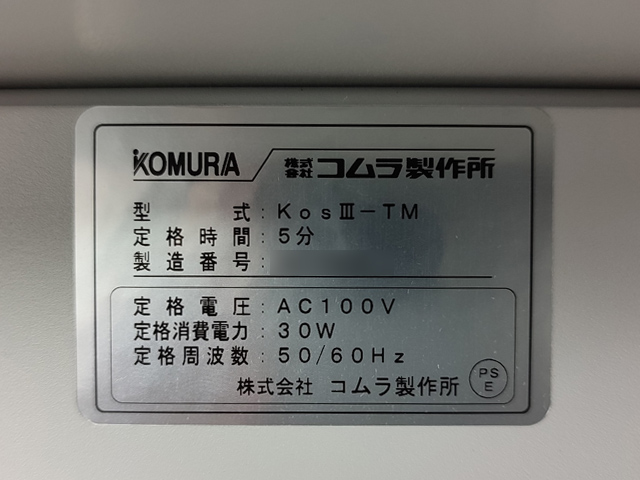 KOMURA 株式会社 コムラ製作所
型　　式：KosⅢ－TM
定格時間：5分
製造番号：
定格電圧：AC100V
定格消費電力：30W
定格周波数：50/60Hz
株式会社 コムラ製作所
PS
E